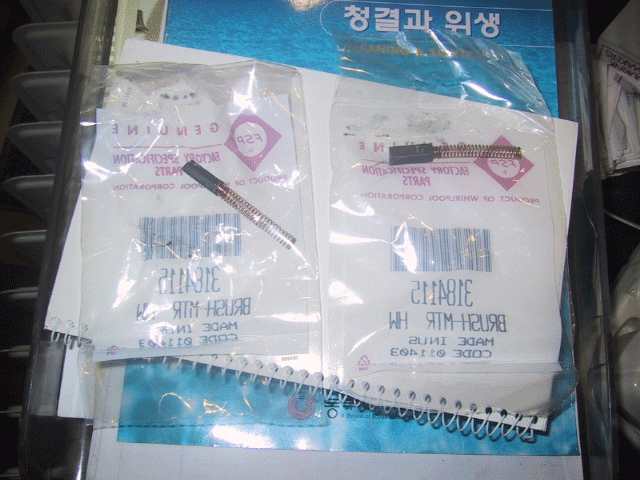 청결과 위생
GENUINE
FSP
FACTORY SPECIFICATION
PARTS
PRODUCT OF WHIRLPOOL CORPORATION
3184115
BRUSH-MTR HW
MADE IN US
CODE 011403
FSP
FACTORY SPECIFICATION
PARTS
PRODUCT OF WHIRLPOOL CORPORATION
3184115
BRUSH-MTR HW
MADE IN US
CODE 011403